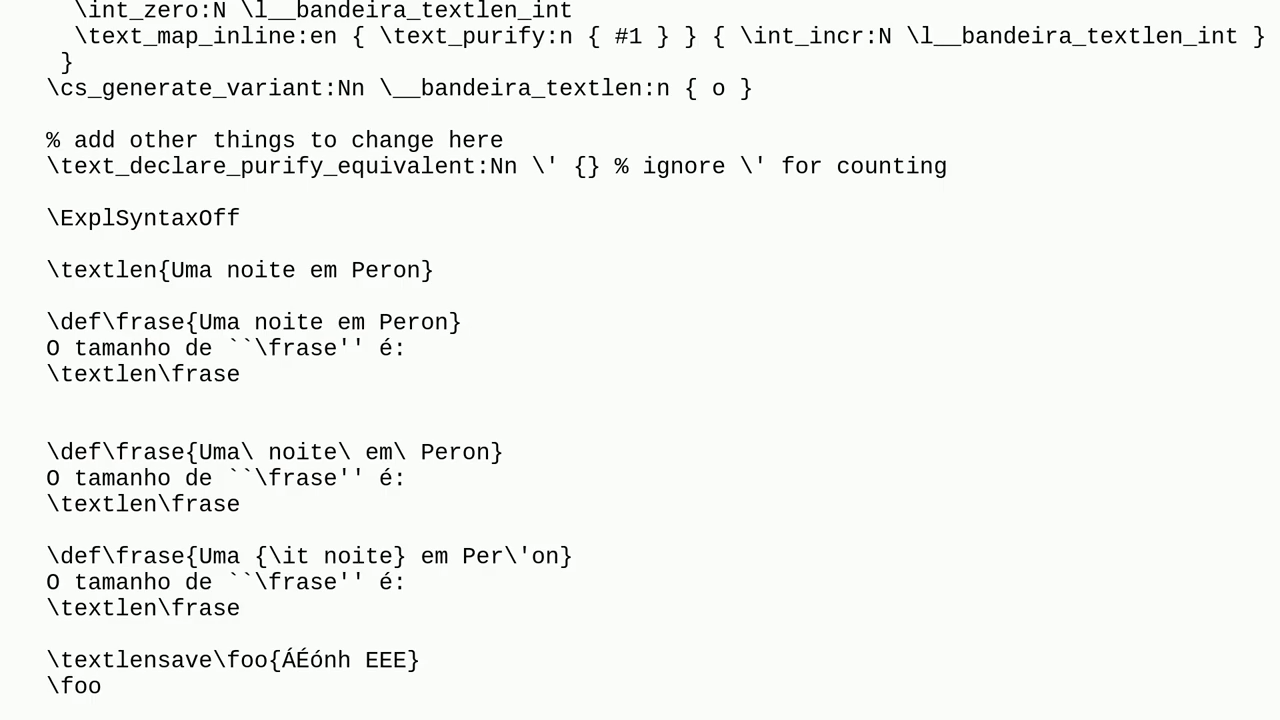 \int_zero:N \l__bandeira_textlen_int
\text_map_inline:en { \text_purify:n { #1 } } { \int_incr:N \l__bandeira_textlen_int }
}
\cs_generate_variant:Nn \__bandeira_textlen:n { o }
% add other things to change here
\text_declare_purify_equivalent:Nn \' {} % ignore \' for counting
\ExplSyntaxOff
\textlen{Uma noite em Peron}
\def\frase{Uma noite em Peron}
O tamanho de ``\frase'' é:
\textlen\frase
\def\frase{Uma\ noite\ em\ Peron}
O tamanho de ``\frase'' é:
\textlen\frase
\def\frase{Uma {\it noite} em Per\'on}
O tamanho de ``\frase'' é:
\textlen\frase
\textlensave\foo{ÁÉónh EEE}
\foo